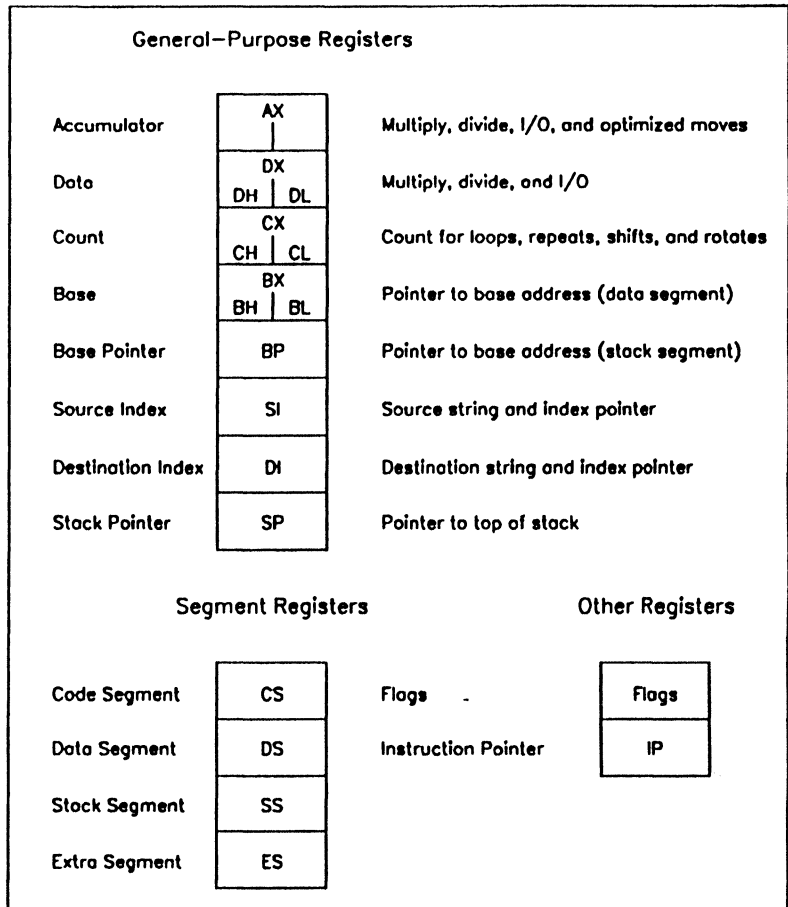 General-Purpose Registers
Accumulator AX Multiply, divide, I/O, and optimized moves
Data DX Multiply, divide, and I/O
DH DL
Count CX Count for loops, repeats, shifts, and rotates
CH CL
Base BX Pointer to base address (data segment)
BH BL
Base Pointer BP Pointer to base address (stack segment)
Source Index SI Source string and index pointer
Destination Index DI Destination string and index pointer
Stack Pointer SP Pointer to top of stack
Segment Registers Other Registers
Code Segment CS Flags Flags
Data Segment DS Instruction Pointer IP
Stack Segment SS
Extra Segment ES